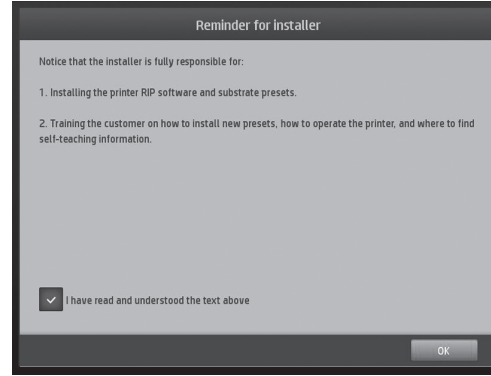 Reminder for installer
Notice that the installer is fully responsible for:
1. Installing the printer RIP software and substrate presets.
2. Training the customer on how to install new presets, how to operate the printer, and where to find
self-teaching information.
I have read and understood the text above
OK